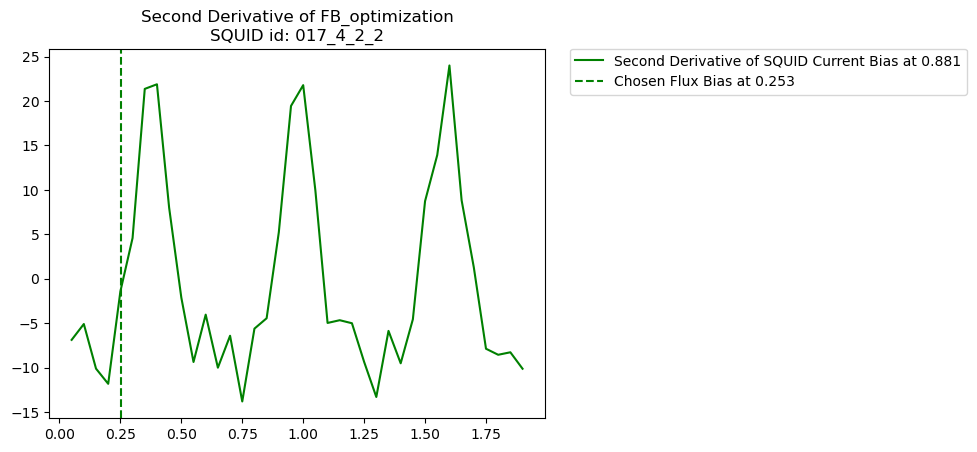 Second Derivative of FB_optimization
SQUID id: 017_4_2_2
Second Derivative of SQUID Current Bias at 0.881
Chosen Flux Bias at 0.253
25
20
15
10
5
0
−5
−10
−15
0.00 0.25 0.50 0.75 1.00 1.25 1.50 1.75